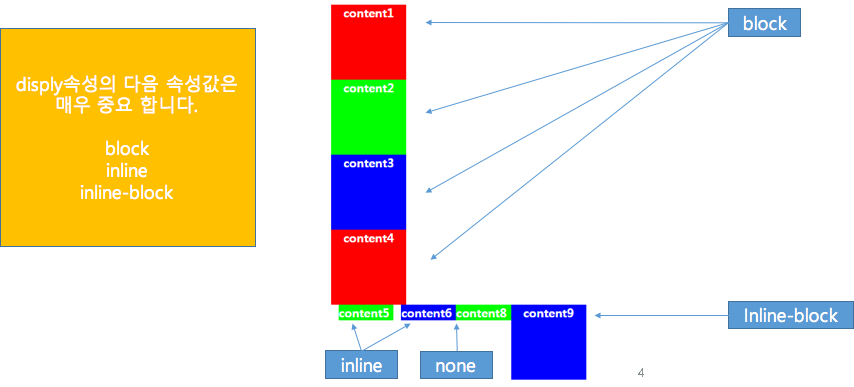 disply속성의 다음 속성값은
매우 중요 합니다.
block
inline
inline-block
content1
content2
content3
content4
content5
content6
content8
content9
block
Inline-block
inline
none
4